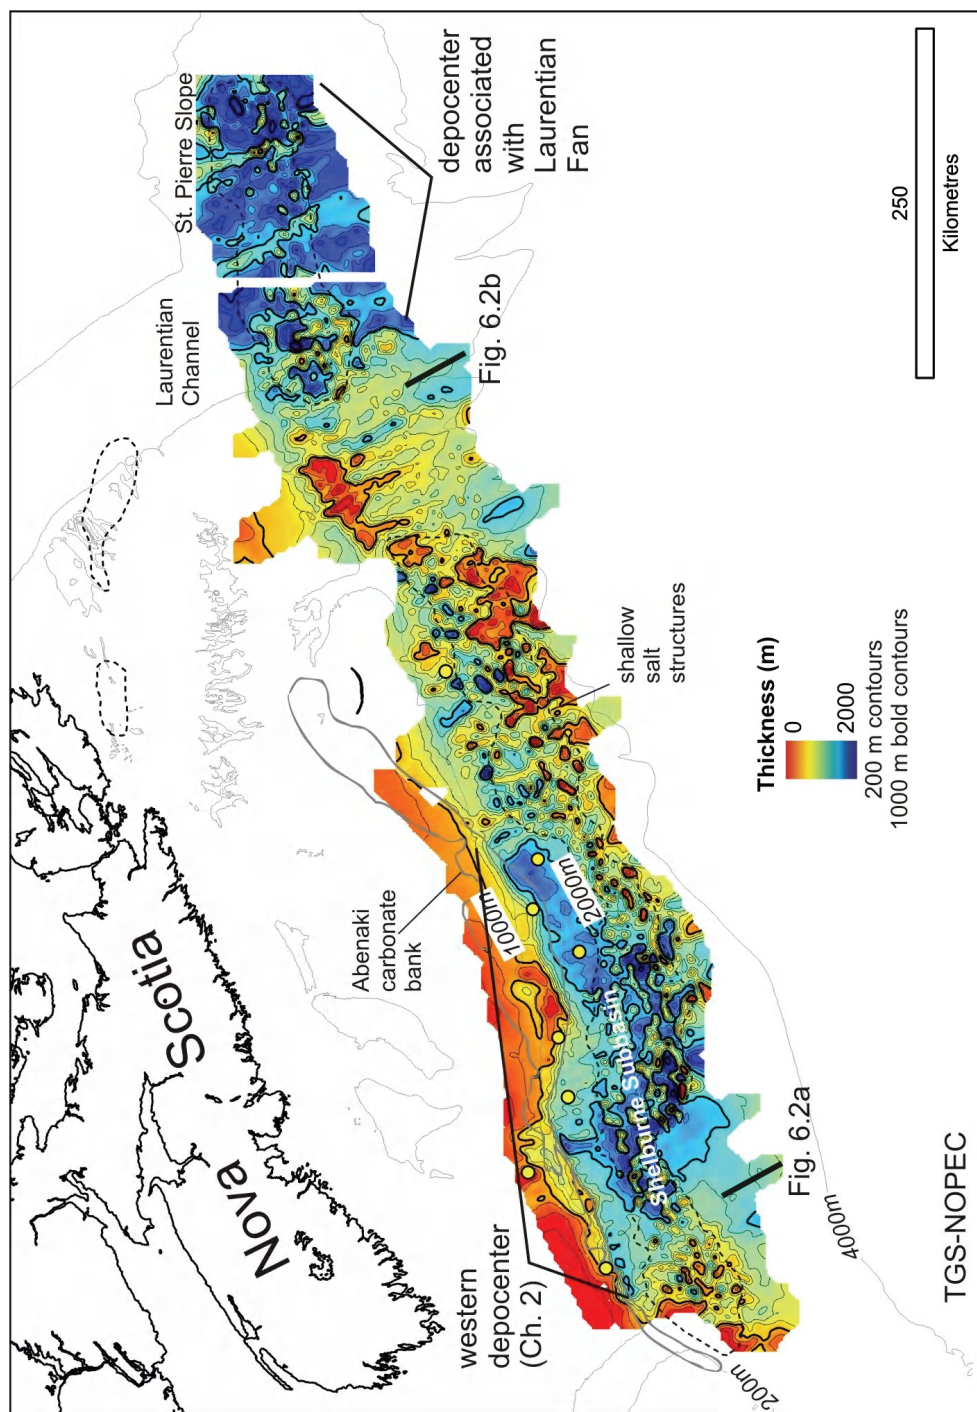 St. Pierre Slope
Laurentian
Channel
depocenter
associated
with
Laurentian
Fan
Fig. 6.2b
250
Kilometres
Nova
Scotia
Abenaki
carbonate
bank
1000m
2000m
shallow
salt
structures
Thickness (m)
0
2000
200 m contours
1000 m bold contours
Shelburne Subbasin
western
depocenter
(Ch. 2)
Fig. 6.2a
200m
4000m
TGS-NOPEC